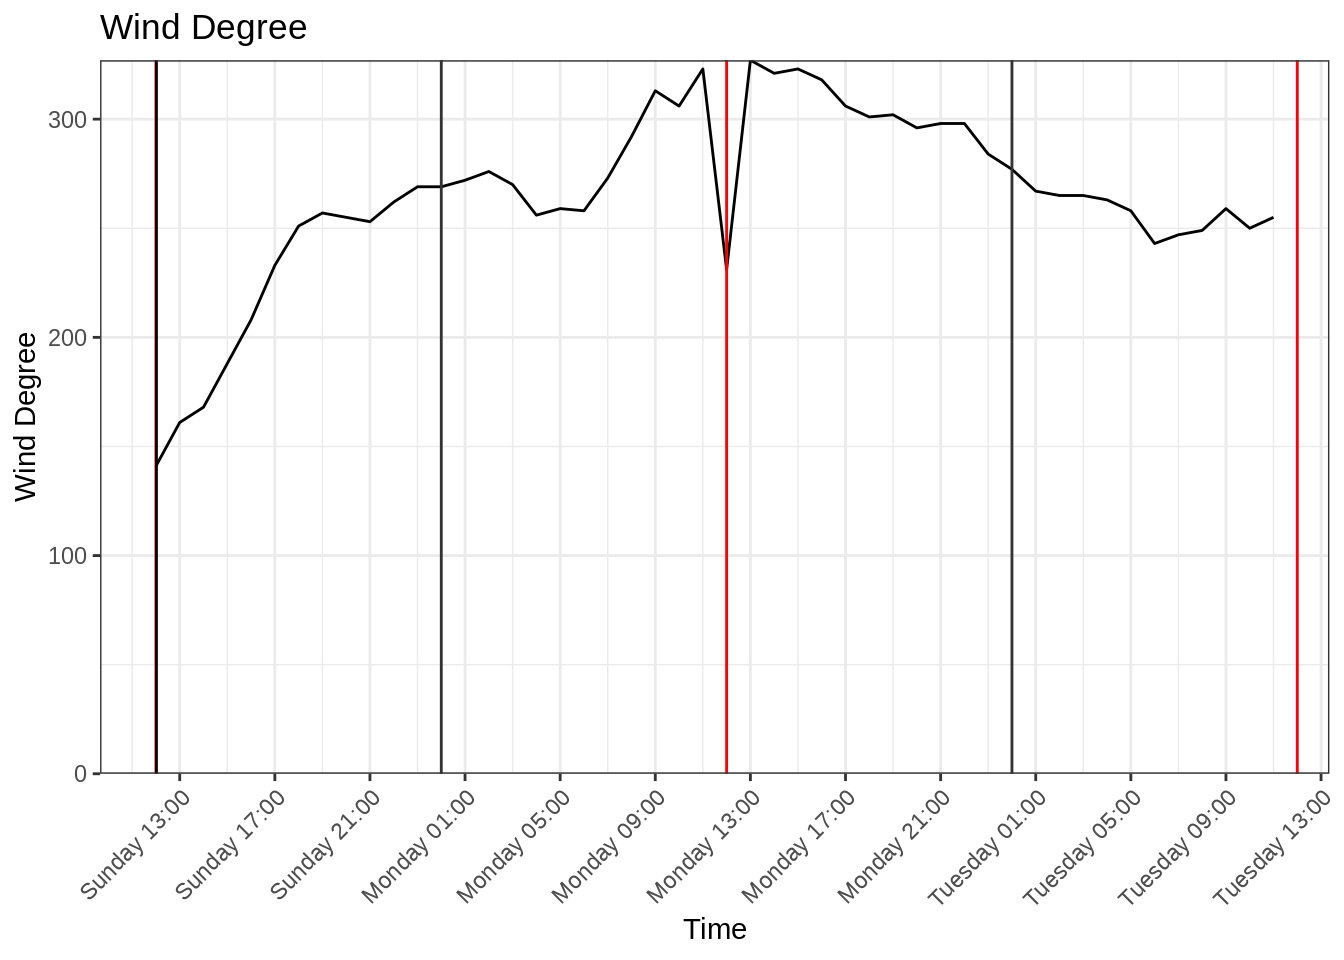 Wind Degree
Wind Degree
300
200
100
0
Sunday 13:00
Sunday 17:00
Sunday 21:00
Monday 01:00
Monday 05:00
Monday 09:00
Monday 13:00
Monday 17:00
Monday 21:00
Tuesday 01:00
Tuesday 05:00
Tuesday 09:00
Tuesday 13:00
Time